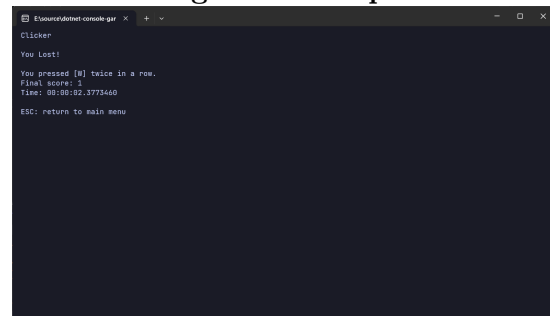 E:\source\dotnet-console-gar
Clicker
You Lost!
You pressed [W] twice in a row.
Final score: 1
Time: 00:00:02.3773460
ESC: return to main menu